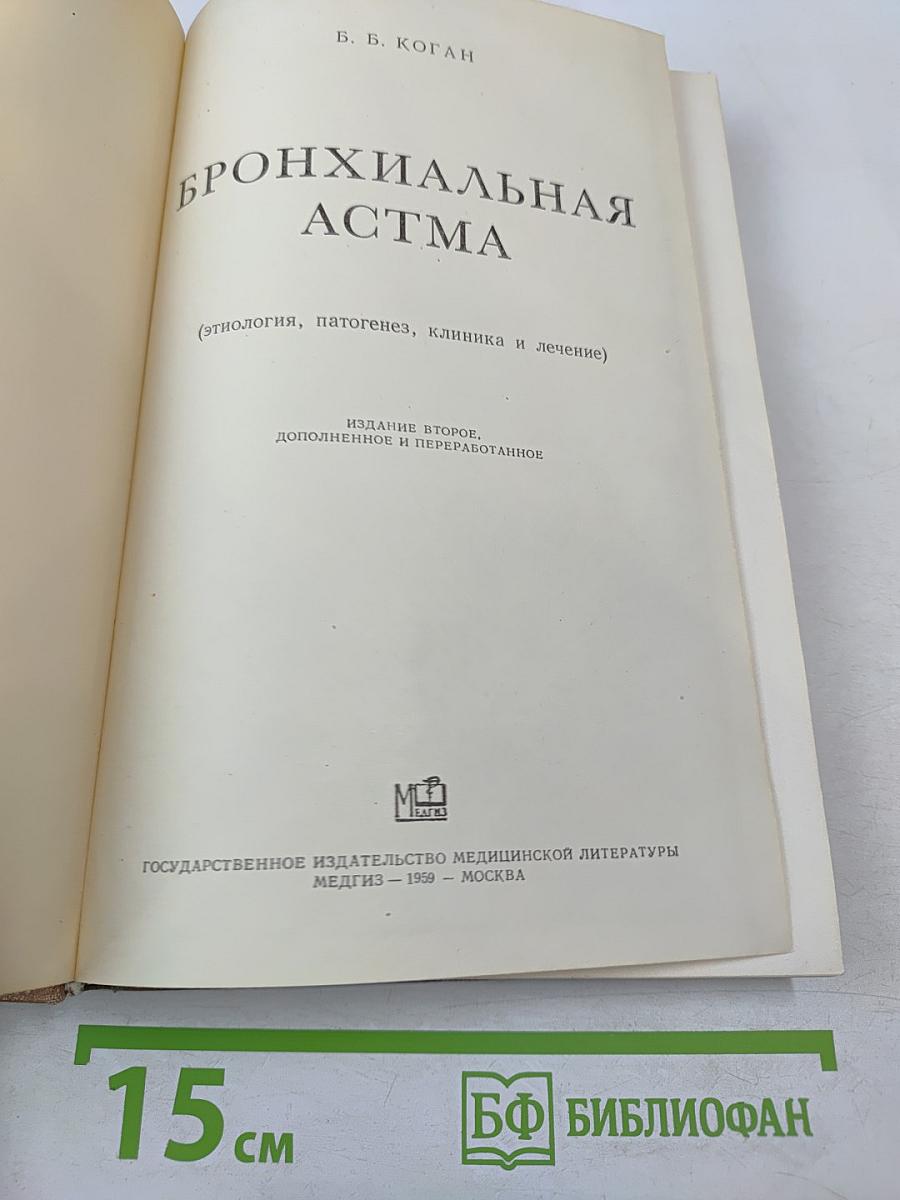 Б. Б. КОГАН
БРОНХИАЛЬНАЯ
АСТМА
(этиология, патогенез, клиника и лечение)
ИЗДАНИЕ ВТОРОЕ,
ДОПОЛНЕННОЕ И ПЕРЕРАБОТАННОЕ
МЕДГИЗ
ГОСУДАРСТВЕННОЕ ИЗДАТЕЛЬСТВО МЕДИЦИНСКОЙ ЛИТЕРАТУРЫ
МЕДГИЗ — 1959 — МОСКВА
15 см
БФ БИБЛИОФАН